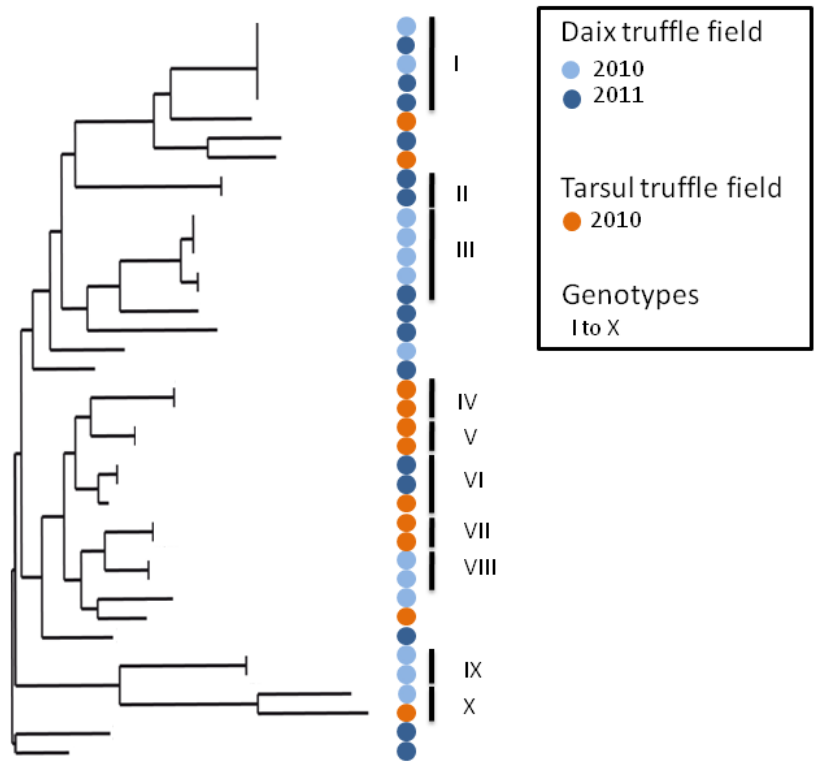 I
II
III
IV
V
VI
VII
VIII
IX
X
Daix truffle field
2010
2011
Tarsul truffle field
2010
Genotypes
I to X